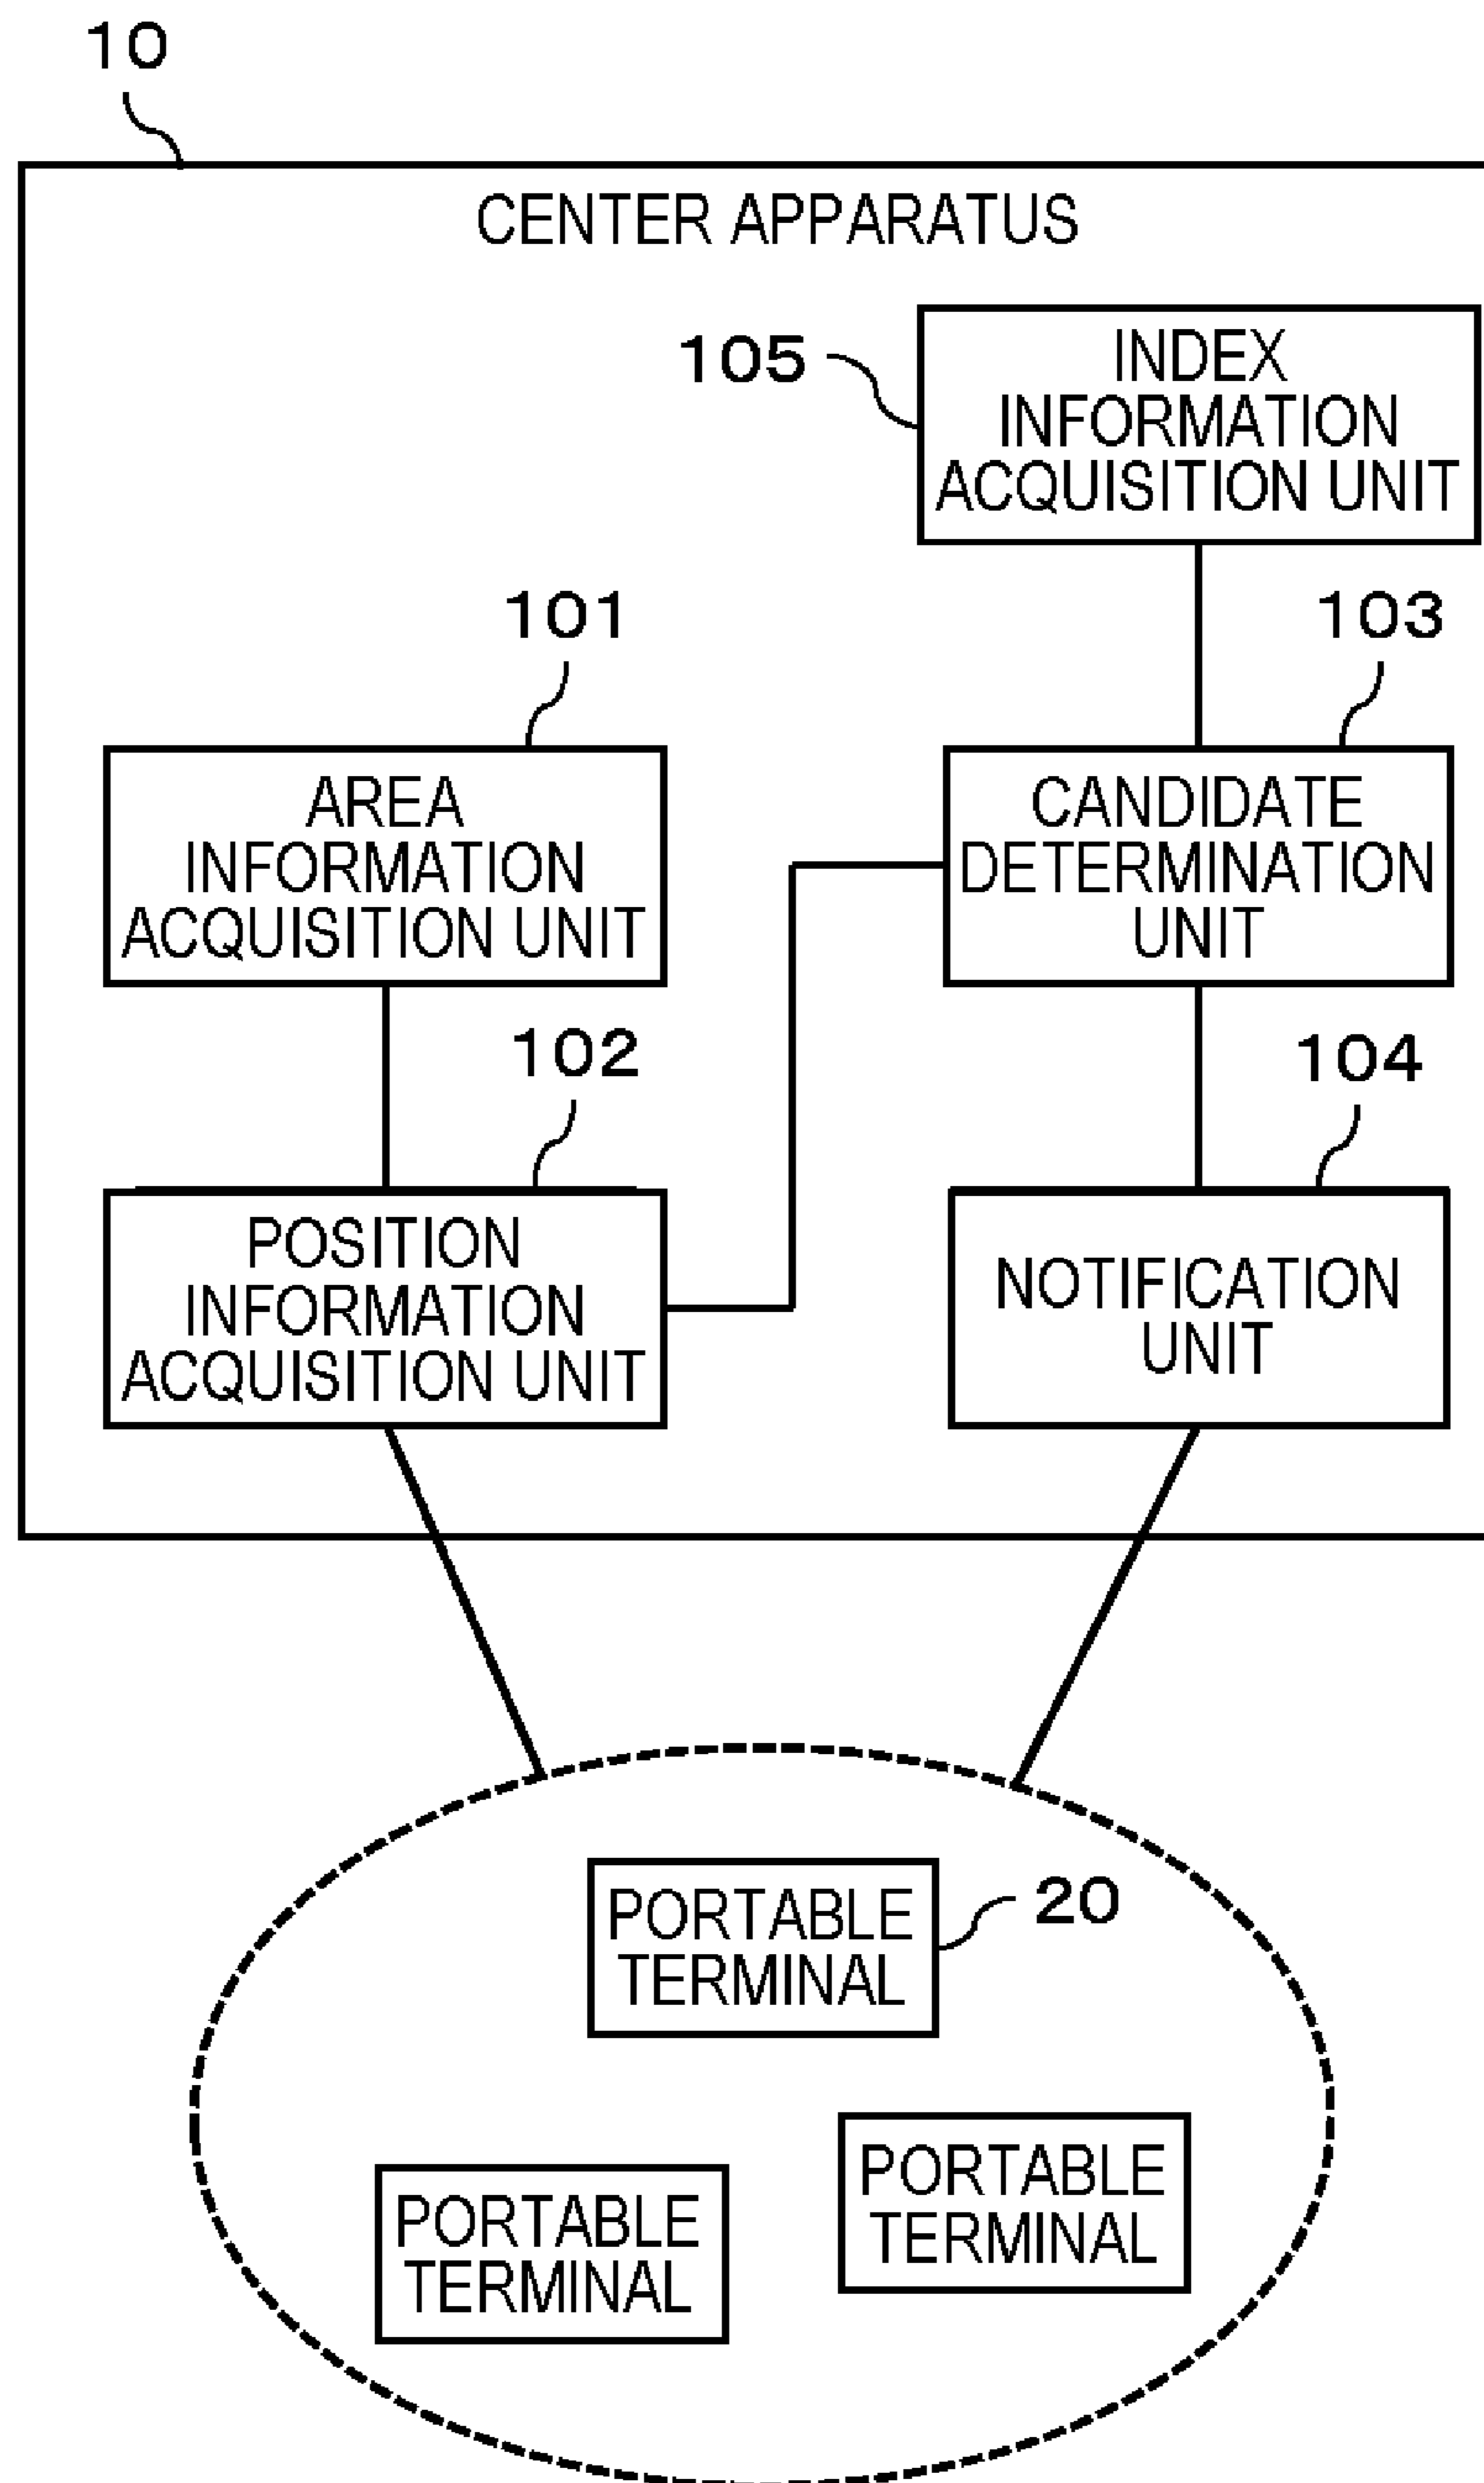 10
CENTER APPARATUS
105
INDEX
INFORMATION
ACQUISITION UNIT
101
103
AREA
INFORMATION
ACQUISITION UNIT
CANDIDATE
DETERMINATION
UNIT
102
104
POSITION
INFORMATION
ACQUISITION UNIT
NOTIFICATION
UNIT
PORTABLE
TERMINAL
20
PORTABLE
TERMINAL
PORTABLE
TERMINAL